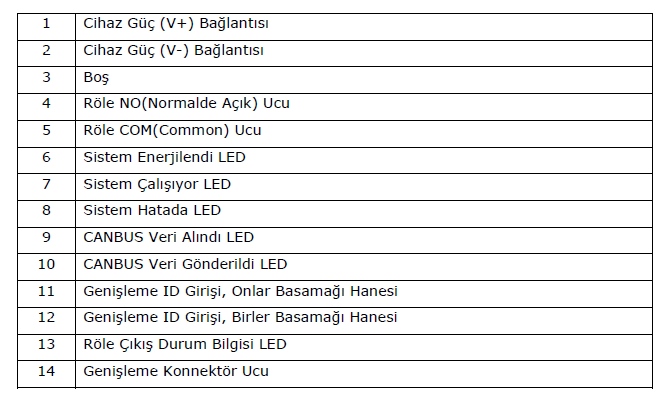 1 Cihaz Güç (V+) Bağlantısı
2 Cihaz Güç (V-) Bağlantısı
3 Boş
4 Röle NO(Normalde Açık) Ucu
5 Röle COM(Common) Ucu
6 Sistem Enerjilendi LED
7 Sistem Çalışıyor LED
8 Sistem Hatada LED
9 CANBUS Veri Alındı LED
10 CANBUS Veri Gönderildi LED
11 Genişleme ID Girişi, Onlar Basamağı Hanesi
12 Genişleme ID Girişi, Birler Basamağı Hanesi
13 Röle Çıkış Durum Bilgisi LED
14 Genişleme Konnektör Ucu